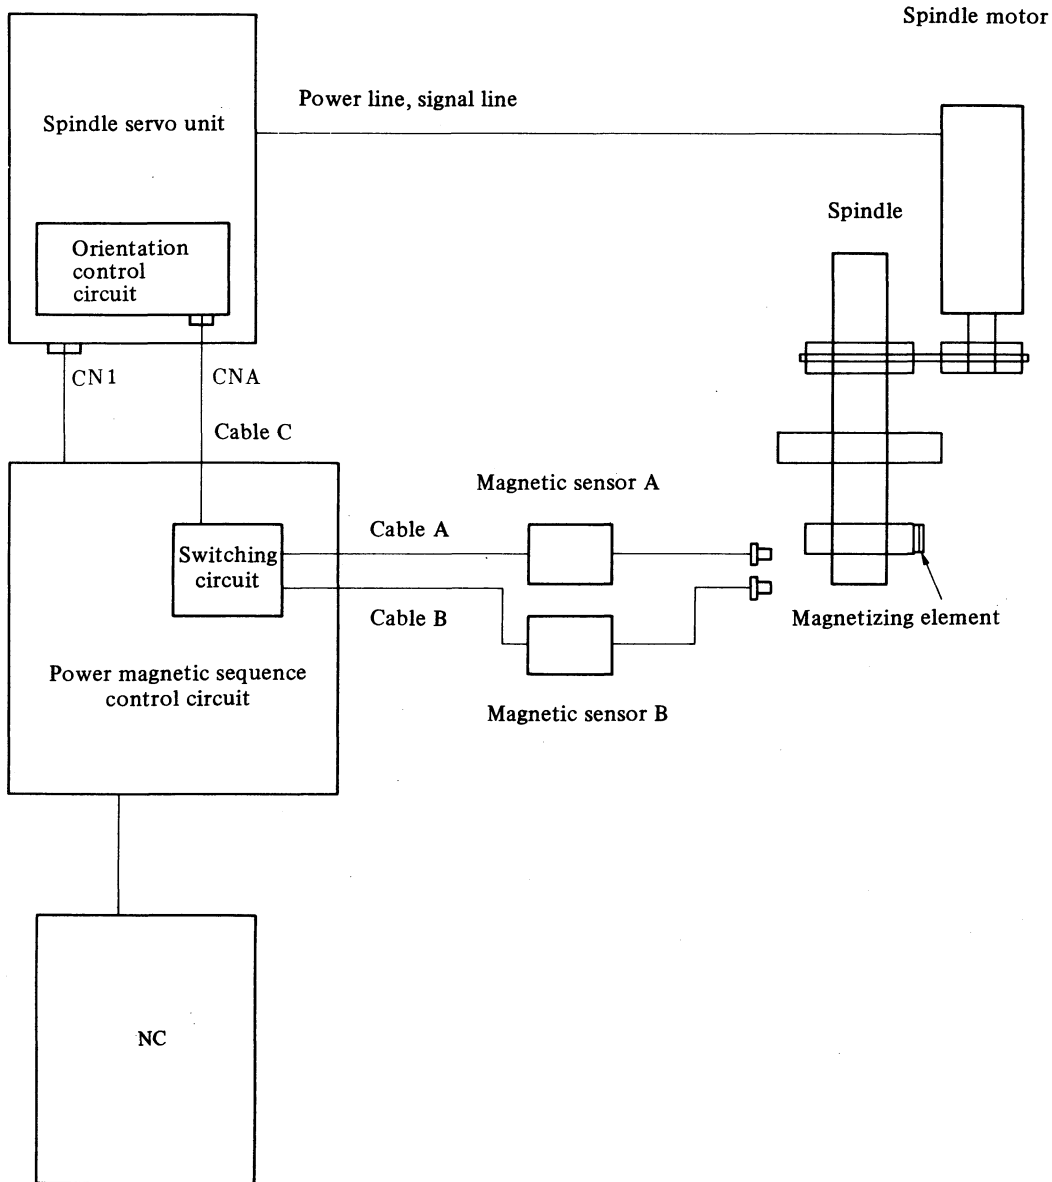 Spindle motor
Power line, signal line
Spindle servo unit
Spindle
Orientation
control
circuit
CN1
CNA
Cable C
Magnetic sensor A
Cable A
Switching
circuit
Cable B
Magnetizing element
Power magnetic sequence
control circuit
Magnetic sensor B
NC